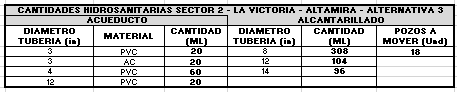 CANTIDADES HIDROSANITARIAS SECTOR 2 - LA VICTORIA - ALTAMIRA - ALTERNATIVA 3
ACUEDUCTO ALCANTARILLADO
DIAMETRO TUBERIA (in) MATERIAL CANTIDAD (ML) DIAMETRO TUBERIA (in) CANTIDAD (ML) POZOS A MOVER (Und)
3 PVC 20 8 308 18
3 AC 20 12 104
4 PVC 60 14 96
12 PVC 20